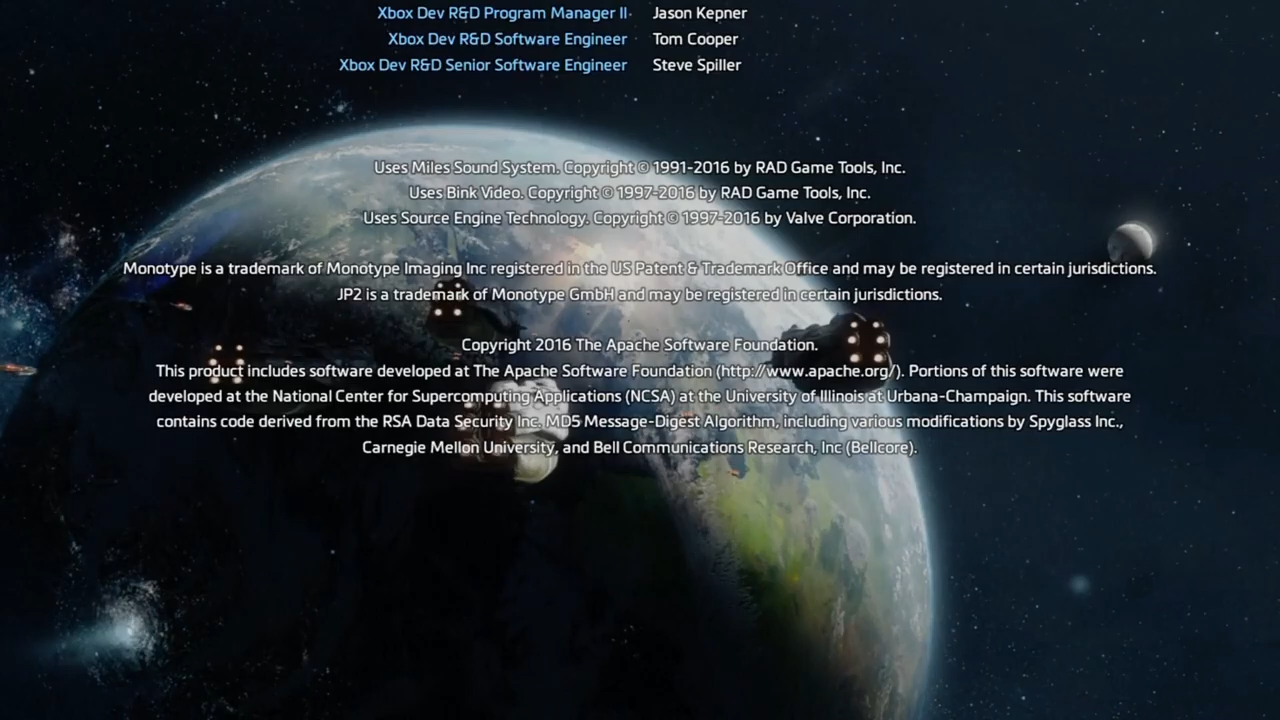 Xbox Dev R&D Program Manager II Jason Kepner
Xbox Dev R&D Software Engineer Tom Cooper
Xbox Dev R&D Senior Software Engineer Steve Spiller
Uses Miles Sound System. Copyright © 1991-2016 by RAD Game Tools, Inc.
Uses Bink Video. Copyright © 1997-2016 by RAD Game Tools, Inc.
Uses Source Engine Technology. Copyright © 1997-2016 by Valve Corporation.
Monotype is a trademark of Monotype Imaging Inc registered in the US Patent & Trademark Office and may be registered in certain jurisdictions.
JP2 is a trademark of Monotype GmbH and may be registered in certain jurisdictions.
Copyright 2016 The Apache Software Foundation.
This product includes software developed at The Apache Software Foundation (http://www.apache.org/). Portions of this software were
developed at the National Center for Supercomputing Applications (NCSA) at the University of Illinois at Urbana-Champaign. This software
contains code derived from the RSA Data Security Inc. MD5 Message-Digest Algorithm, including various modifications by Spyglass Inc.,
Carnegie Mellon University, and Bell Communications Research, Inc (Bellcore).